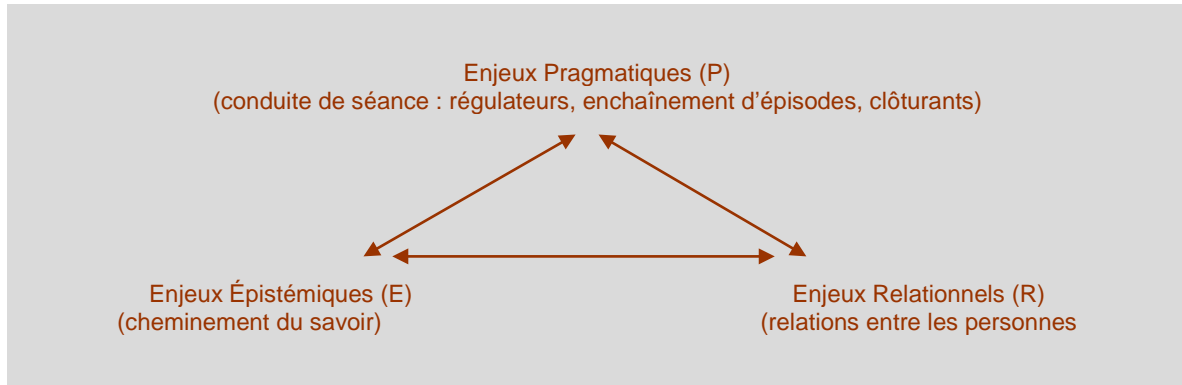 Enjeux Pragmatiques (P)
(conduite de séance : régulateurs, enchaînement d'épisodes, clôturants)
Enjeux Épistémiques (E)
(cheminement du savoir)
Enjeux Relationnels (R)
(relations entre les personnes